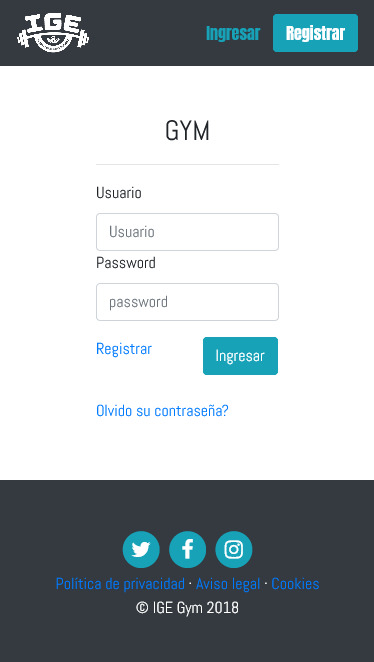 IGE
Ingresar Registrar
GYM
Usuario
Usuario
Password
password
Registrar Ingresar
Olvido su contraseña?
Política de privacidad · Aviso legal · Cookies
© IGE Gym 2018